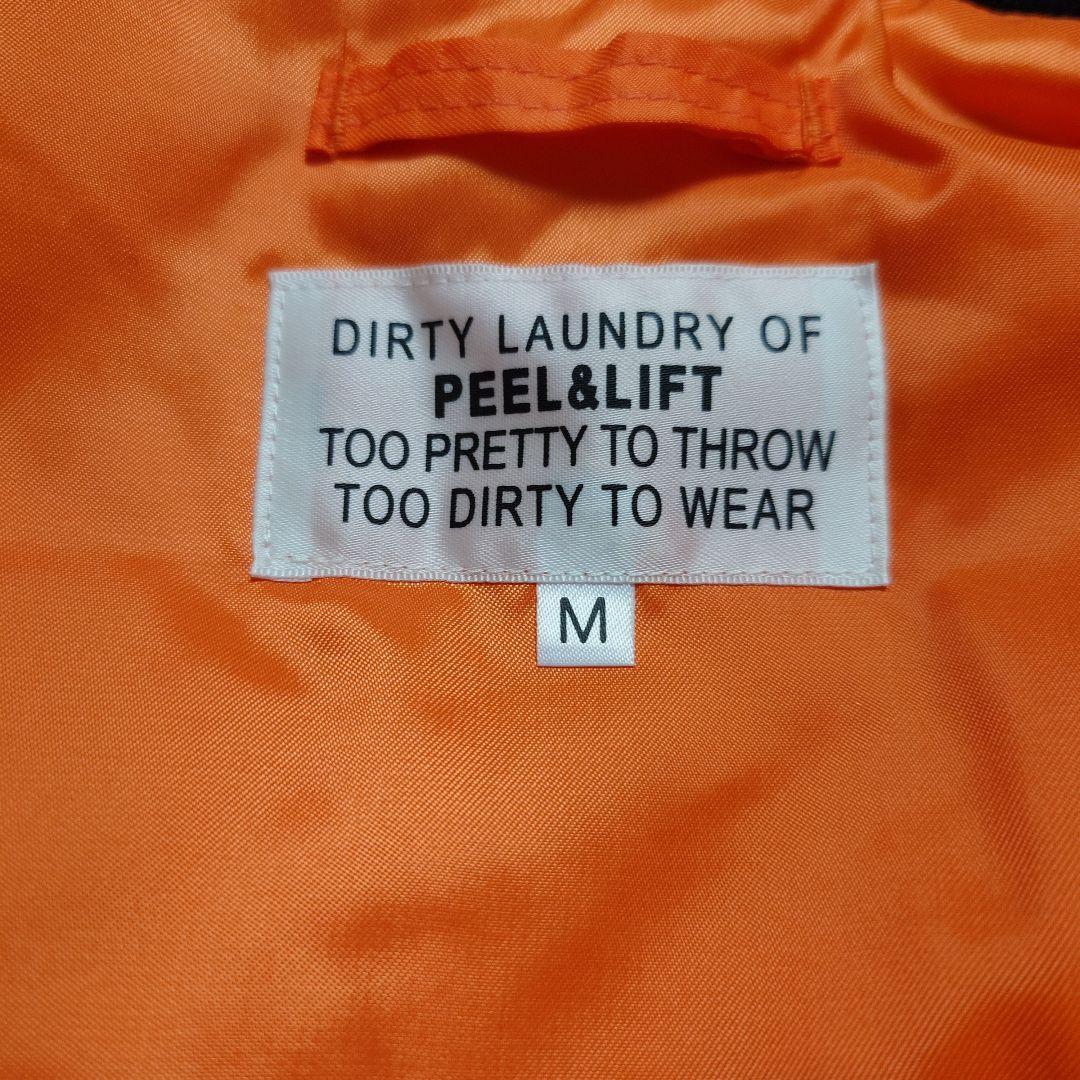 DIRTY LAUNDRY OF
PEEL&LIFT
TOO PRETTY TO THROW
TOO DIRTY TO WEAR
M